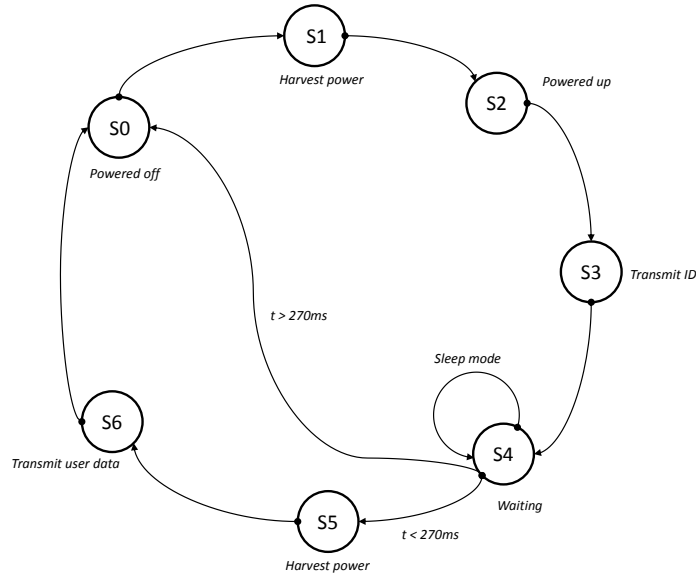 S1
Harvest power
S2
Powered up
S0
Powered off
S3
Transmit ID
t > 270ms
Sleep mode
S4
Waiting
S6
Transmit user data
S5
t < 270ms
Harvest power